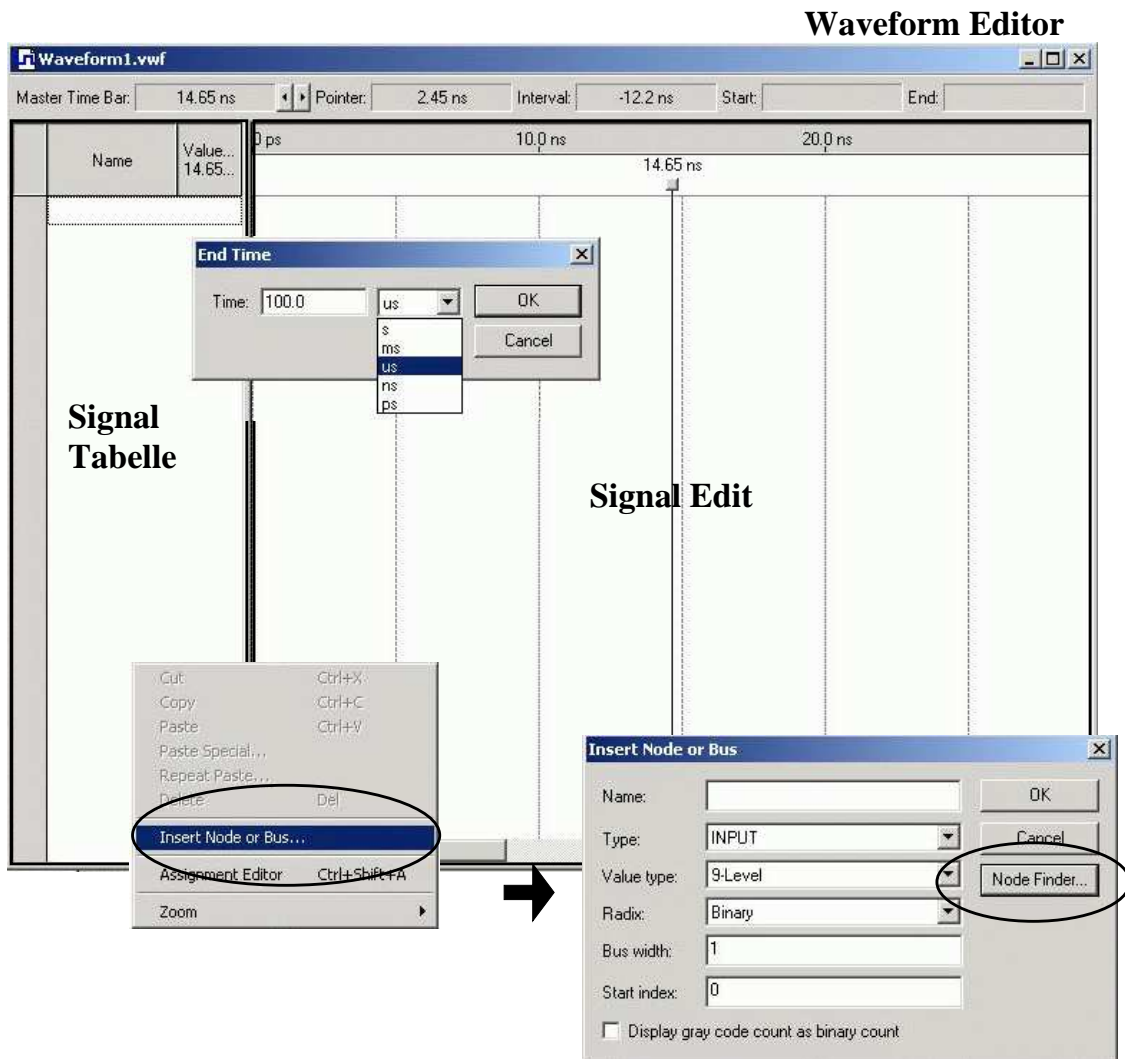 Waveform Editor
Waveform1.vwf
Master Time Bar: 14.65 ns Pointer: 2.45 ns Interval: -12.2 ns Start: End:
Name Value... 14.65...
0 ps 10.0 ns 20.0 ns
14.65 ns
End Time
Time: 100.0 us OK
s
ms
us
ns
ps
Cancel
Signal
Tabelle
Signal Edit
Cut Ctrl+X
Copy Ctrl+C
Paste Ctrl+V
Paste Special...
Repeat Paste...
Delete Del
Insert Node or Bus...
Assignment Editor Ctrl+Shift+A
Zoom
Insert Node or Bus
Name: OK
Type: INPUT Cancel
Value type: 9-Level Node Finder...
Radix: Binary
Bus width: 1
Start index: 0
Display gray code count as binary count